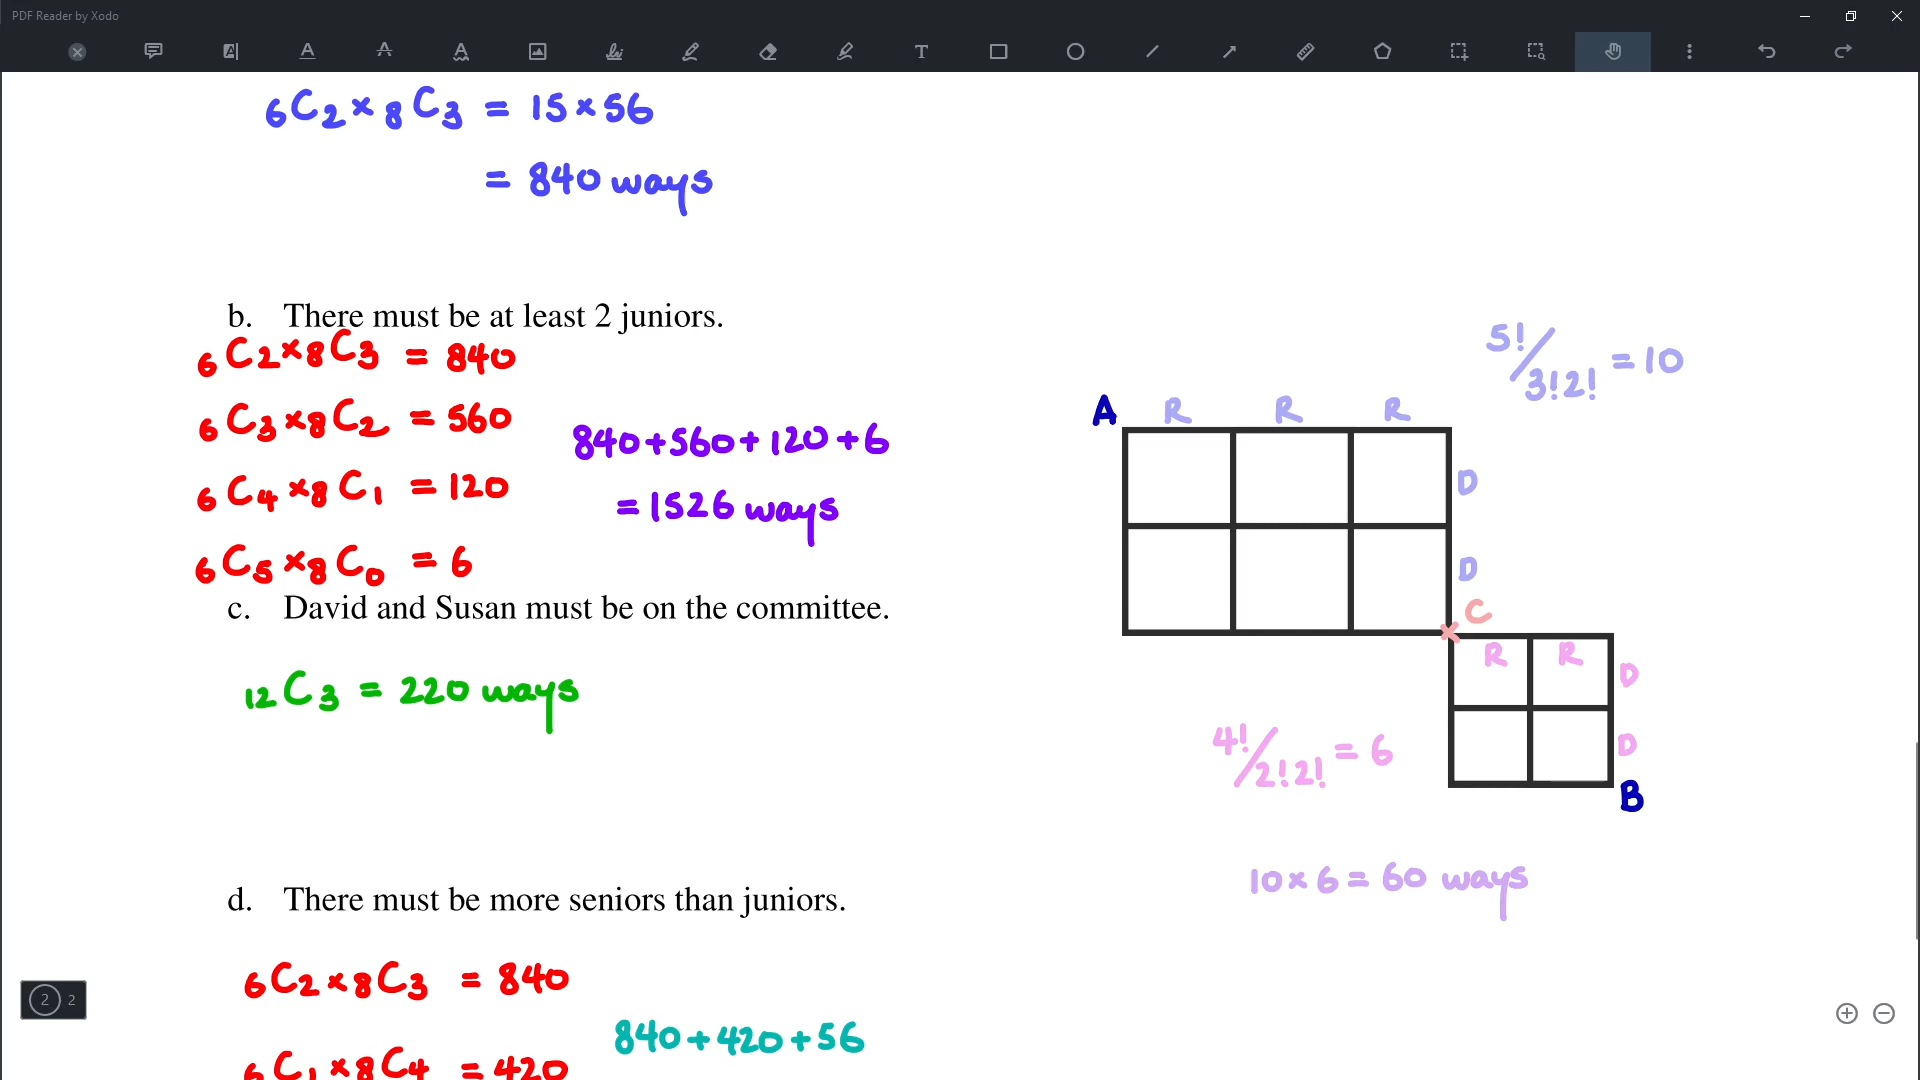 PDF Reader by Xodo
6C2 × 8C3 = 15 × 56
= 840 ways
b. There must be at least 2 juniors.
6C2 × 8C3 = 840
6C3 × 8C2 = 560
6C4 × 8C1 = 120
6C5 × 8C0 = 6
840 + 560 + 120 + 6
= 1526 ways
c. David and Susan must be on the committee.
12C3 = 220 ways
d. There must be more seniors than juniors.
6C2 × 8C3 = 840
6C1 × 8C4 = 420
840 + 420 + 56
5!/3!2! = 10
A R R R
D
D
C
R R D
D
B
4!/2!2! = 6
10 × 6 = 60 ways
2 2